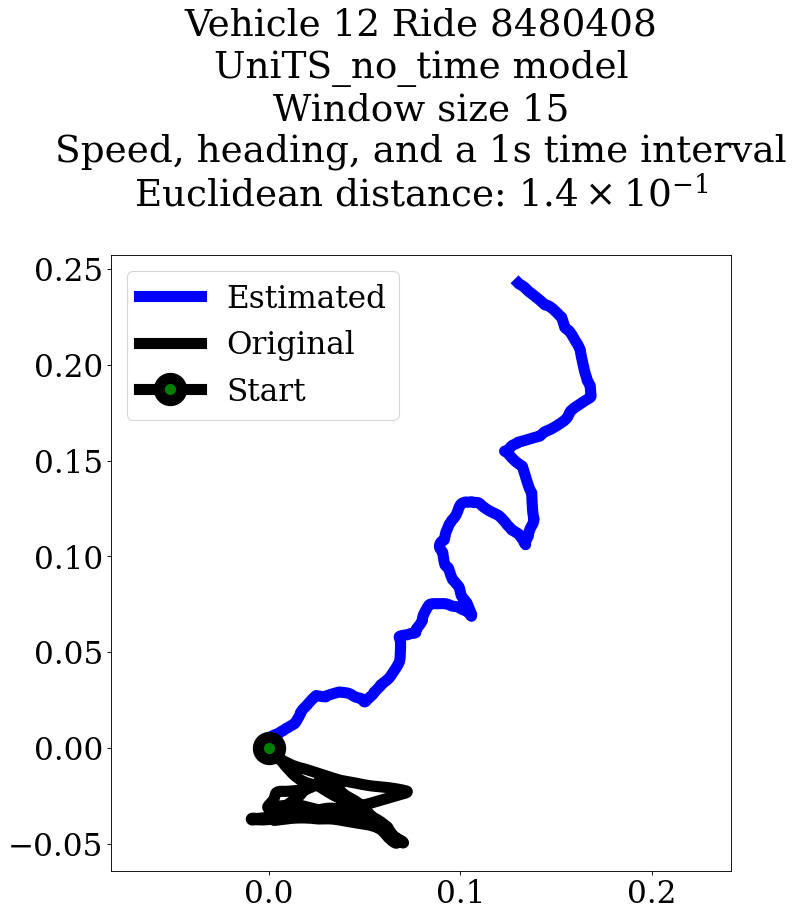 Vehicle 12 Ride 8480408
UniTS_no_time model
Window size 15
Speed, heading, and a 1s time interval
Euclidean distance: 1.4 × 10⁻¹
0.25
Estimated
Original
0.20
Start
0.15
0.10
0.05
0.00
−0.05
0.0 0.1 0.2